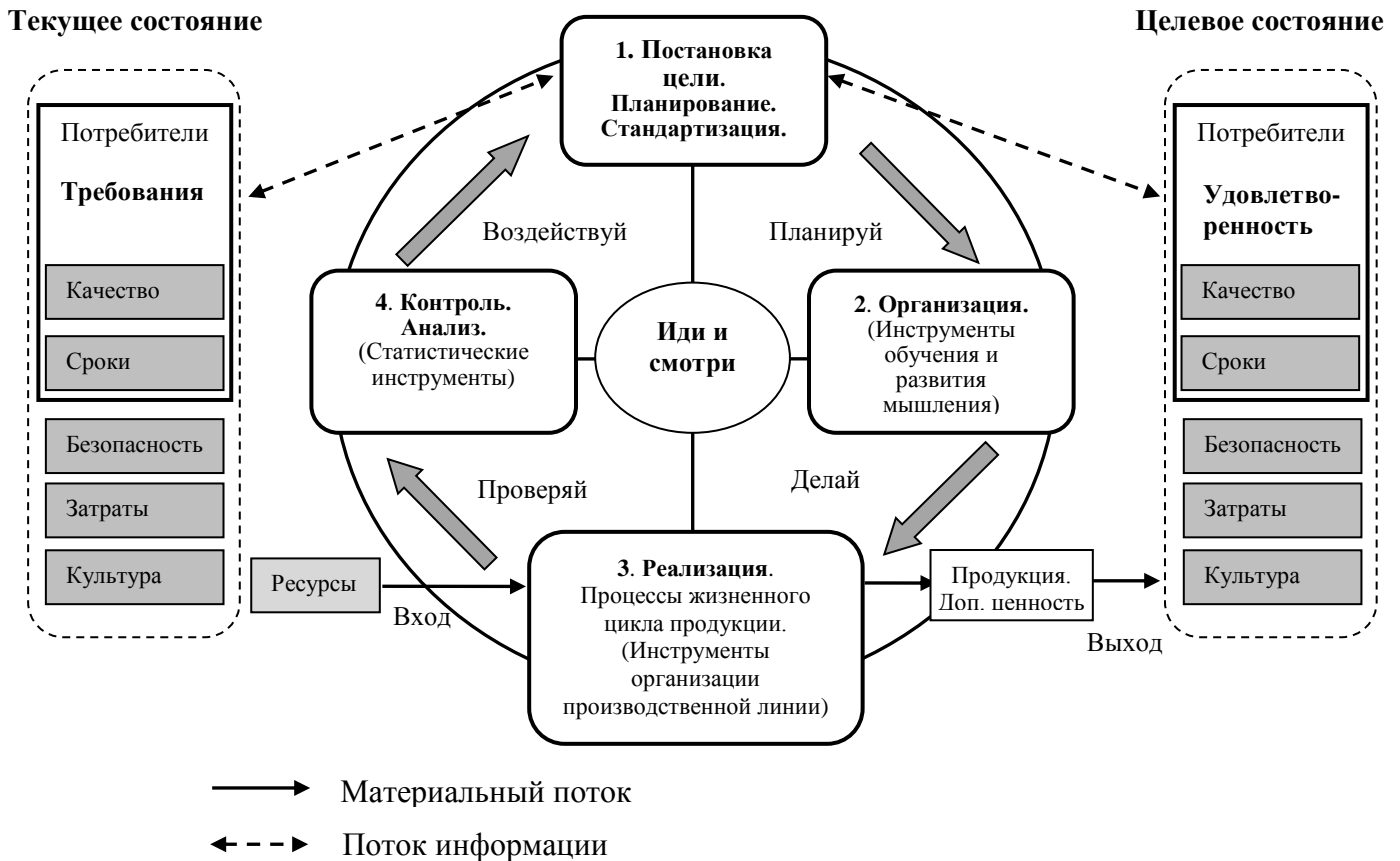 Текущее состояние
Целевое состояние
1. Постановка
цели.
Планирование.
Стандартизация.
Потребители
Требования
Качество
Сроки
Безопасность
Затраты
Культура
Потребители
Удовлетво-
ренность
Качество
Сроки
Безопасность
Затраты
Культура
Воздействуй
Планируй
4. Контроль.
Анализ.
(Статистические
инструменты)
Иди и
смотри
2. Организация.
(Инструменты
обучения и
развития
мышления)
Проверяй
Делай
Ресурсы
Вход
3. Реализация.
Процессы жизненного
цикла продукции.
(Инструменты
организации
производственной линии)
Продукция.
Доп. ценность
Выход
Материальный поток
Поток информации